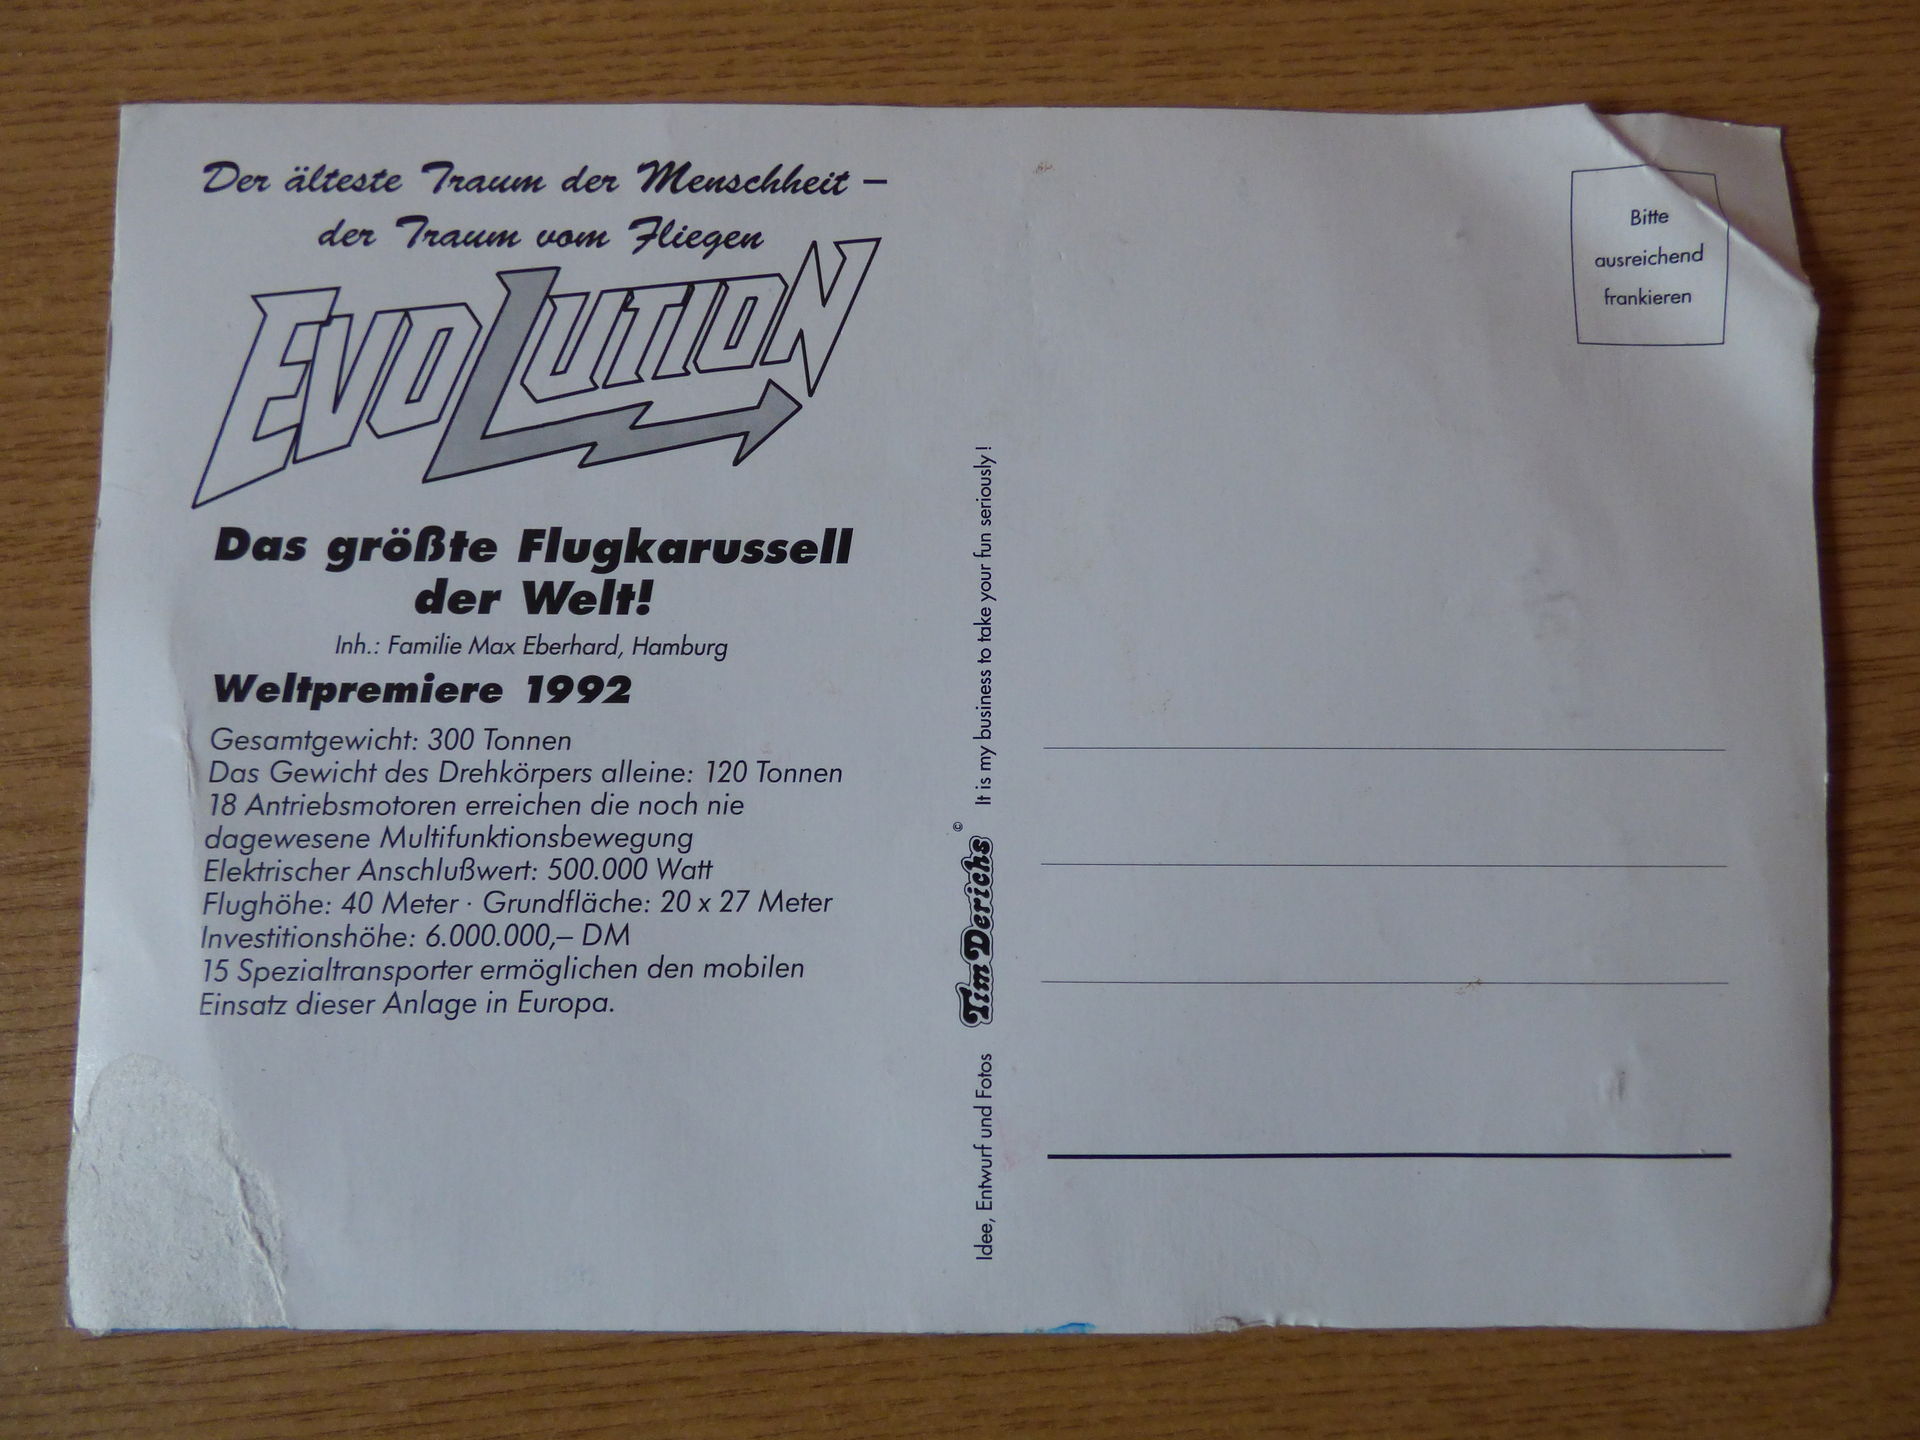 Der älteste Traum der Menschheit –
der Traum vom Fliegen
EVOLUTION
Das größte Flugkarussell
der Welt!
Inh.: Familie Max Eberhard, Hamburg
Weltpremiere 1992
Gesamtgewicht: 300 Tonnen
Das Gewicht des Drehkörpers alleine: 120 Tonnen
18 Antriebsmotoren erreichen die noch nie
dagewesene Multifunktionsbewegung
Elektrischer Anschlußwert: 500.000 Watt
Flughöhe: 40 Meter · Grundfläche: 20 x 27 Meter
Investitionshöhe: 6.000.000,– DM
15 Spezialtransporter ermöglichen den mobilen
Einsatz dieser Anlage in Europa.
Idee, Entwurf und Fotos Tim Derichs © It is my business to take your fun seriously!
Bitte
ausreichend
frankieren